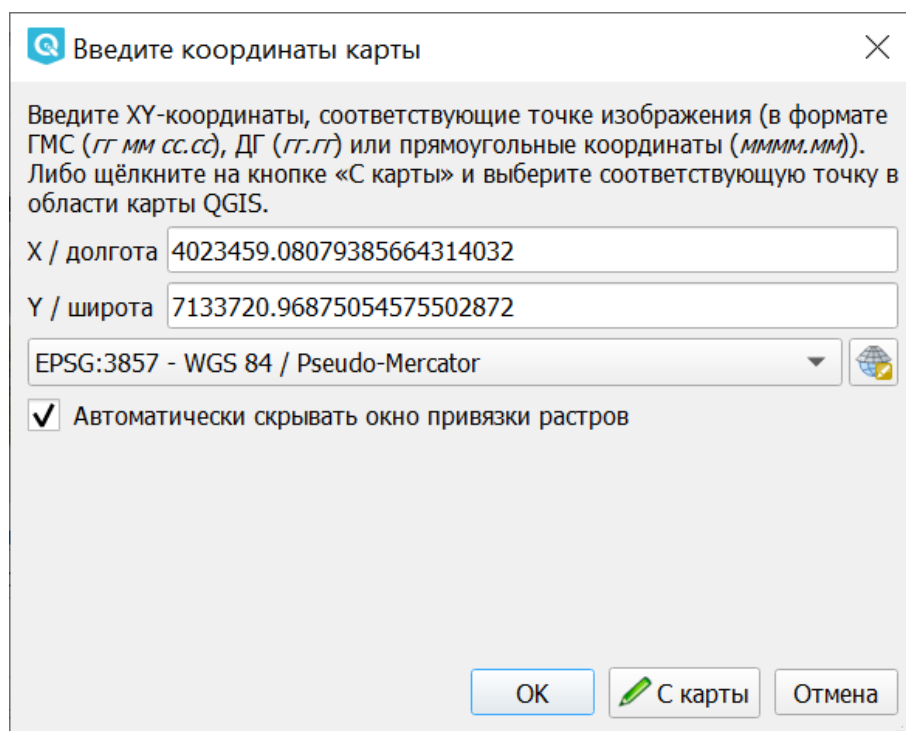 Введите координаты карты
Введите XY-координаты, соответствующие точке изображения (в формате
ГМС (гг мм сс.сс), ДГ (гг.гг) или прямоугольные координаты (мммм.мм)).
Либо щёлкните на кнопке «С карты» и выберите соответствующую точку в
области карты QGIS.
X / долгота 4023459.08079385664314032
Y / широта 7133720.96875054575502872
EPSG:3857 - WGS 84 / Pseudo-Mercator
Автоматически скрывать окно привязки растров
OK С карты Отмена